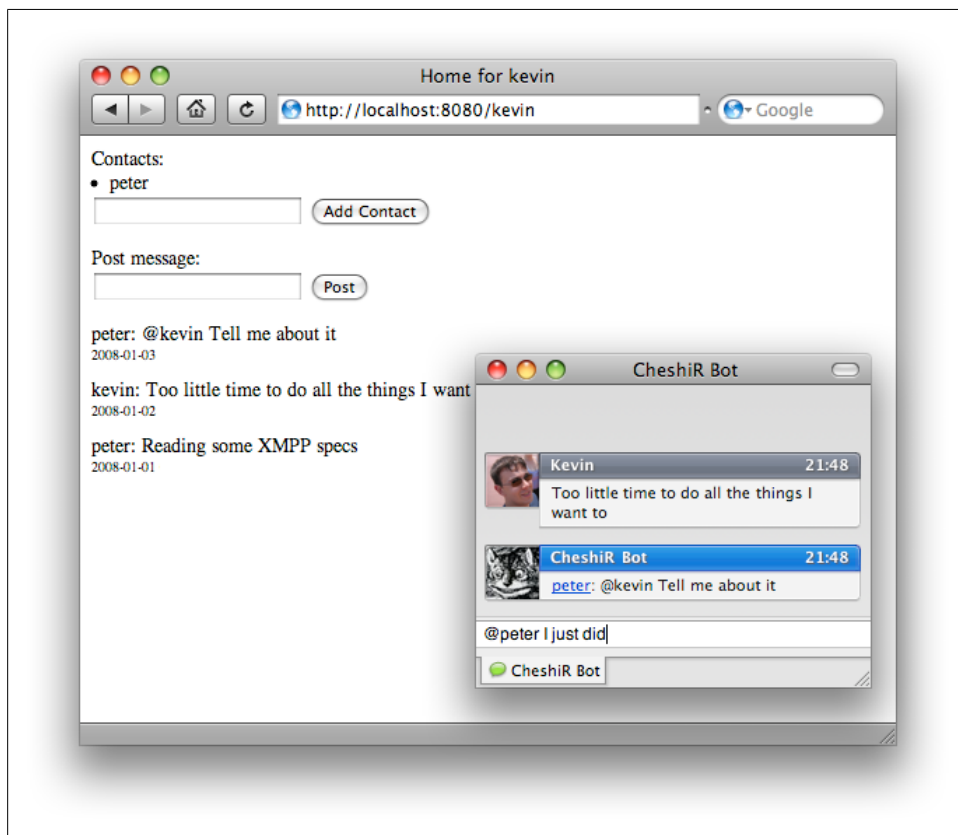 Home for kevin
http://localhost:8080/kevin
Google
Contacts:
• peter
Add Contact
Post message:
Post
peter: @kevin Tell me about it
2008-01-03
kevin: Too little time to do all the things I want
2008-01-02
peter: Reading some XMPP specs
2008-01-01
CheshiR Bot
Kevin 21:48
Too little time to do all the things I
want to
CheshiR Bot 21:48
peter: @kevin Tell me about it
@peter I just did
CheshiR Bot